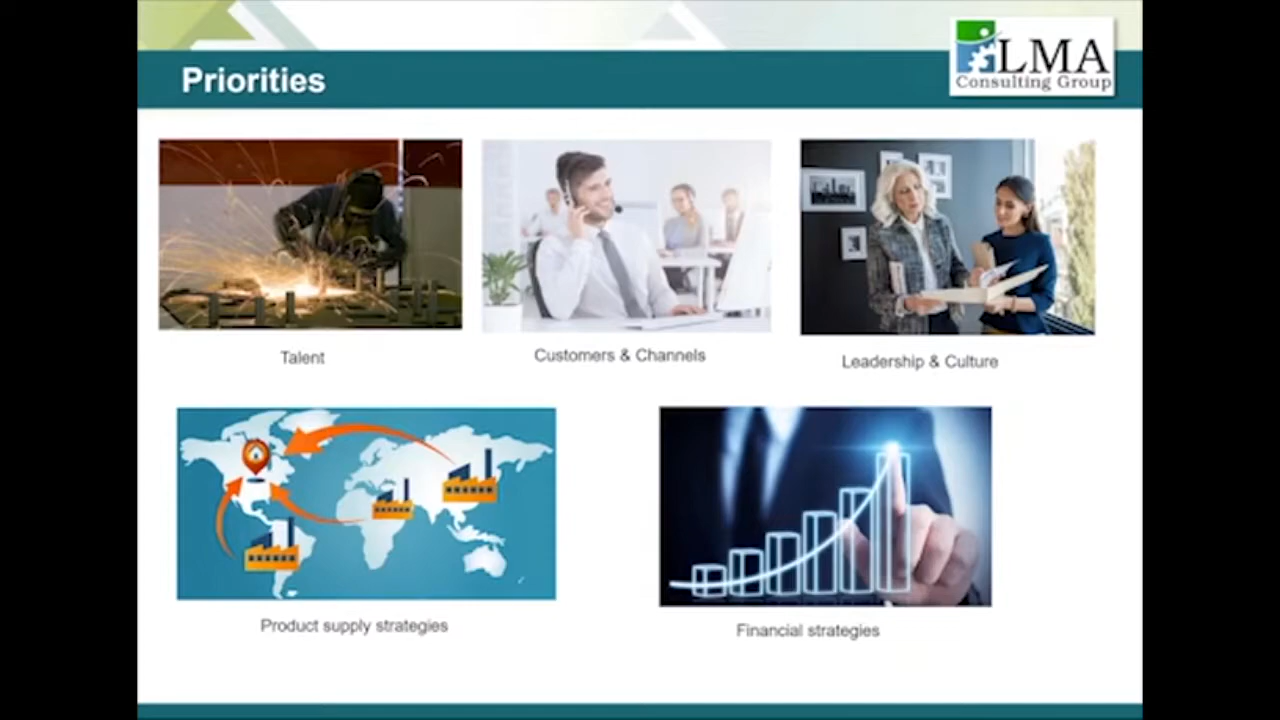 Priorities
LMA
Consulting Group
Talent
Customers & Channels
Leadership & Culture
Product supply strategies
Financial strategies